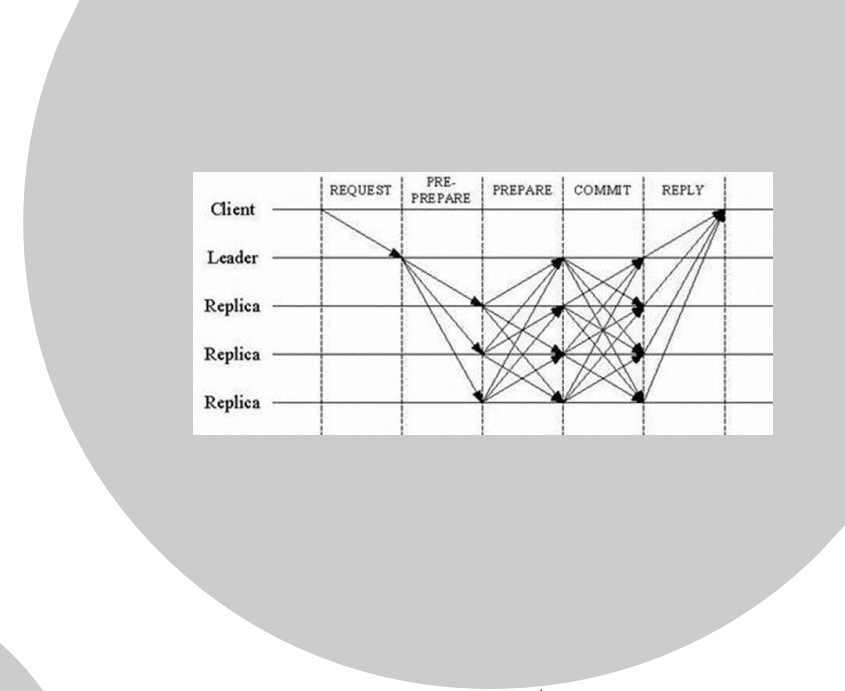 REQUEST
PRE-
PREPARE
PREPARE
COMMIT
REPLY
Client
Leader
Replica
Replica
Replica